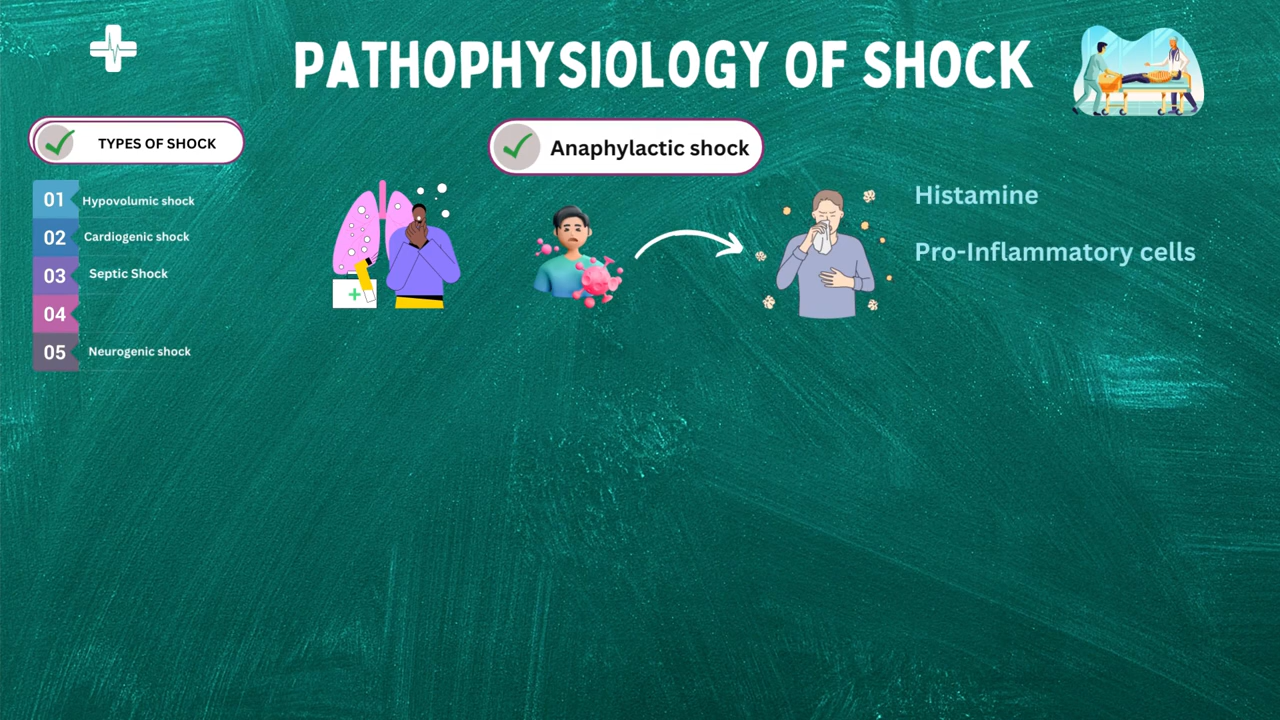 PATHOPHYSIOLOGY OF SHOCK
TYPES OF SHOCK
01 Hypovolumic shock
02 Cardiogenic shock
03 Septic Shock
04
05 Neurogenic shock
Anaphylactic shock
Histamine
Pro-Inflammatory cells